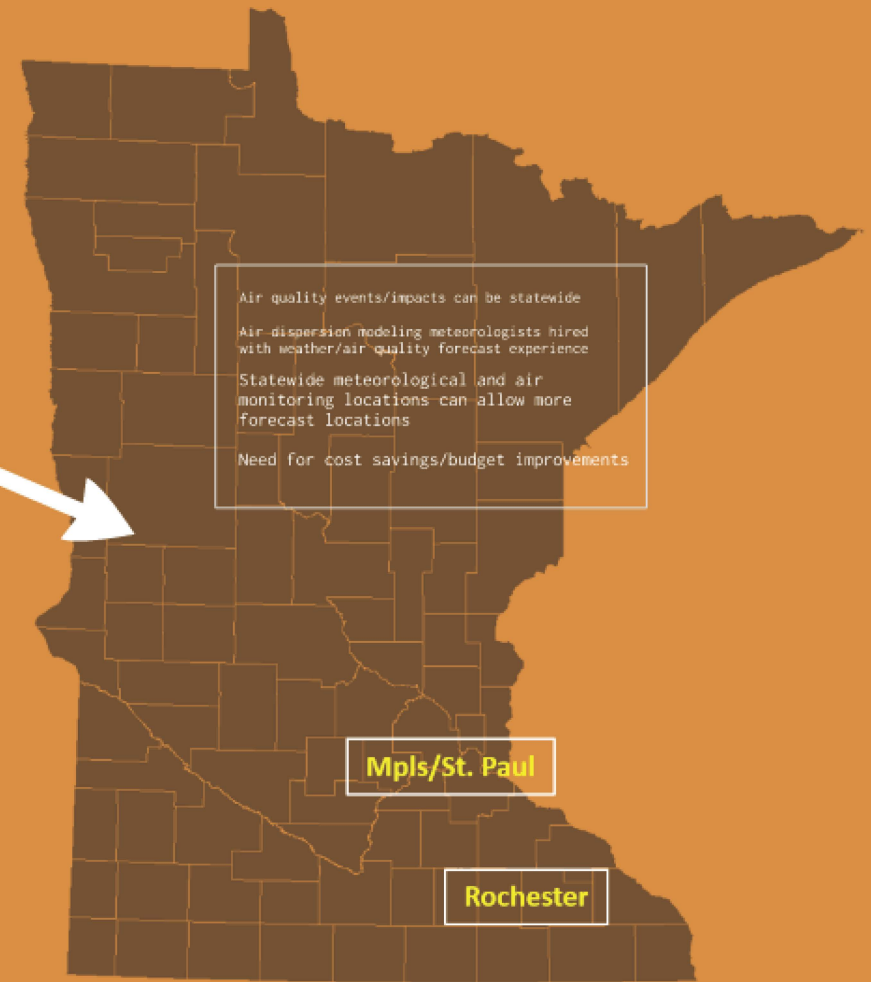 Air quality events/impacts can be statewide
Air dispersion modeling meteorologists hired
with weather/air quality forecast experience
Statewide meteorological and air
monitoring locations can allow more
forecast locations
Need for cost savings/budget improvements
Mpls/St. Paul
Rochester